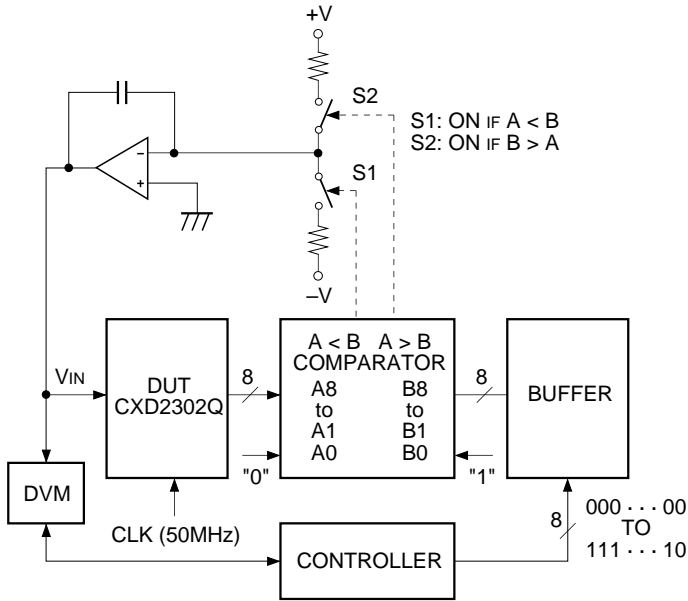 +V
S2
S1: ON IF A < B
S2: ON IF B > A
–
+
S1
–V
A < B A > B
COMPARATOR
VIN
DUT
CXD2302Q
8
A8
to
A1
A0
B8
to
B1
B0
8
BUFFER
"0"
"1"
DVM
CLK (50MHz)
CONTROLLER
8
000 · · · 00
TO
111 · · · 10